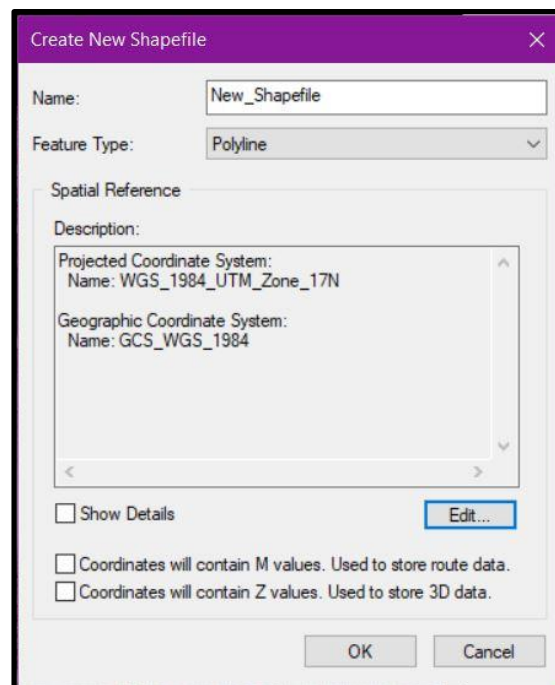 Create New Shapefile
Name:
New_Shapefile
Feature Type:
Polyline
Spatial Reference
Description:
Projected Coordinate System:
Name: WGS_1984_UTM_Zone_17N
Geographic Coordinate System:
Name: GCS_WGS_1984
Show Details
Edit...
Coordinates will contain M values. Used to store route data.
Coordinates will contain Z values. Used to store 3D data.
OK
Cancel